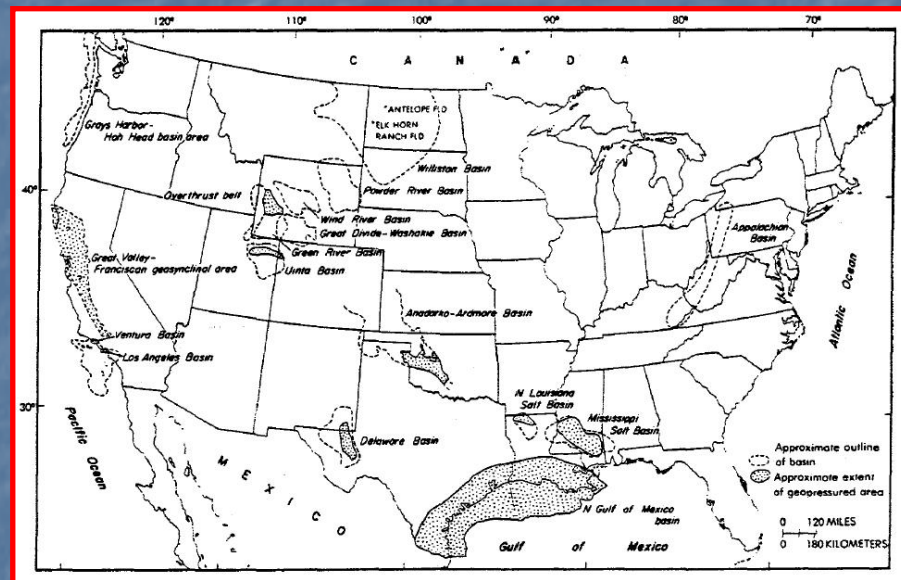 120° 110° 100° 90° 80° 70°
C A N A D A
*ANTELOPE FLD
*ELK HORN
RANCH FLD
Grays Harbor-
Hoh Head basin area
Williston Basin
Overthrust belt
Powder River Basin
40°
40°
Wind River Basin
Great Divide-Washakie Basin
Appalachian
Basin
Great Valley-
Franciscan geosynclinal area
Green River Basin
Uinta Basin
Atlantic Ocean
Anadarko-Ardmore Basin
Ventura Basin
Los Angeles Basin
N Louisiana
Salt Basin
Mississippi
Salt Basin
30°
30°
Pacific
Ocean
Delaware Basin
Approximate outline
of basin
Approximate extent
of geopressured area
M E X I C O
N Gulf of Mexico
basin
0 120 MILES
0 180 KILOMETERS
Gulf of Mexico